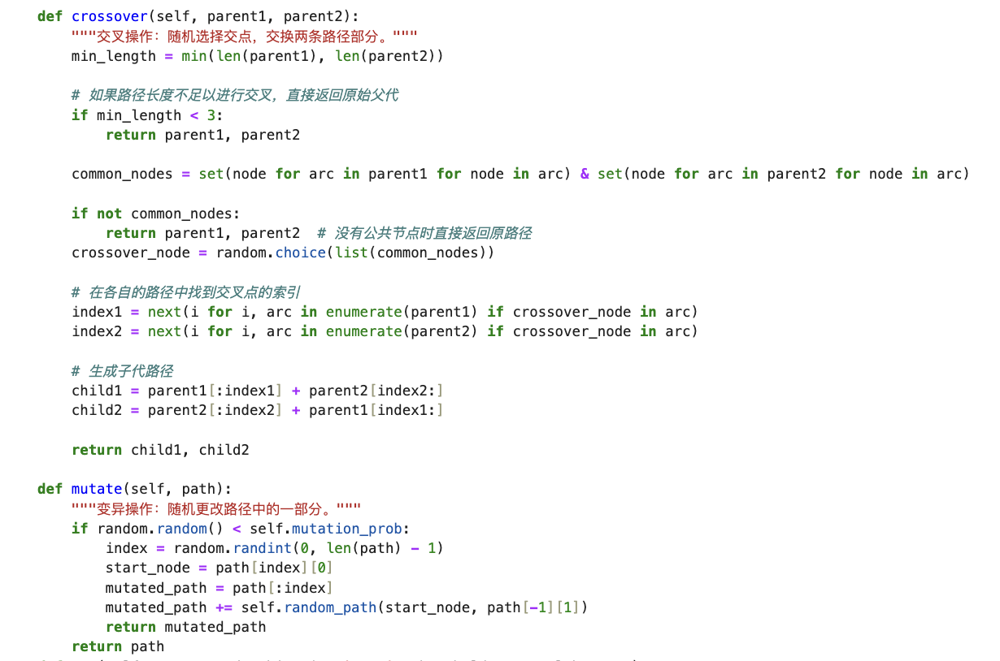 def crossover(self, parent1, parent2):
"""交叉操作：随机选择交点，交换两条路径部分。"""
min_length = min(len(parent1), len(parent2))
# 如果路径长度不足以进行交叉，直接返回原始父代
if min_length < 3:
return parent1, parent2
common_nodes = set(node for arc in parent1 for node in arc) & set(node for arc in parent2 for node in arc)
if not common_nodes:
return parent1, parent2  # 没有公共节点时直接返回原路径
crossover_node = random.choice(list(common_nodes))
# 在各自的路径中找到交叉点的索引
index1 = next(i for i, arc in enumerate(parent1) if crossover_node in arc)
index2 = next(i for i, arc in enumerate(parent2) if crossover_node in arc)
# 生成子代路径
child1 = parent1[:index1] + parent2[index2:]
child2 = parent2[:index2] + parent1[index1:]
return child1, child2
def mutate(self, path):
"""变异操作：随机更改路径中的一部分。"""
if random.random() < self.mutation_prob:
index = random.randint(0, len(path) - 1)
start_node = path[index][0]
mutated_path = path[:index]
mutated_path += self.random_path(start_node, path[-1][1])
return mutated_path
return path